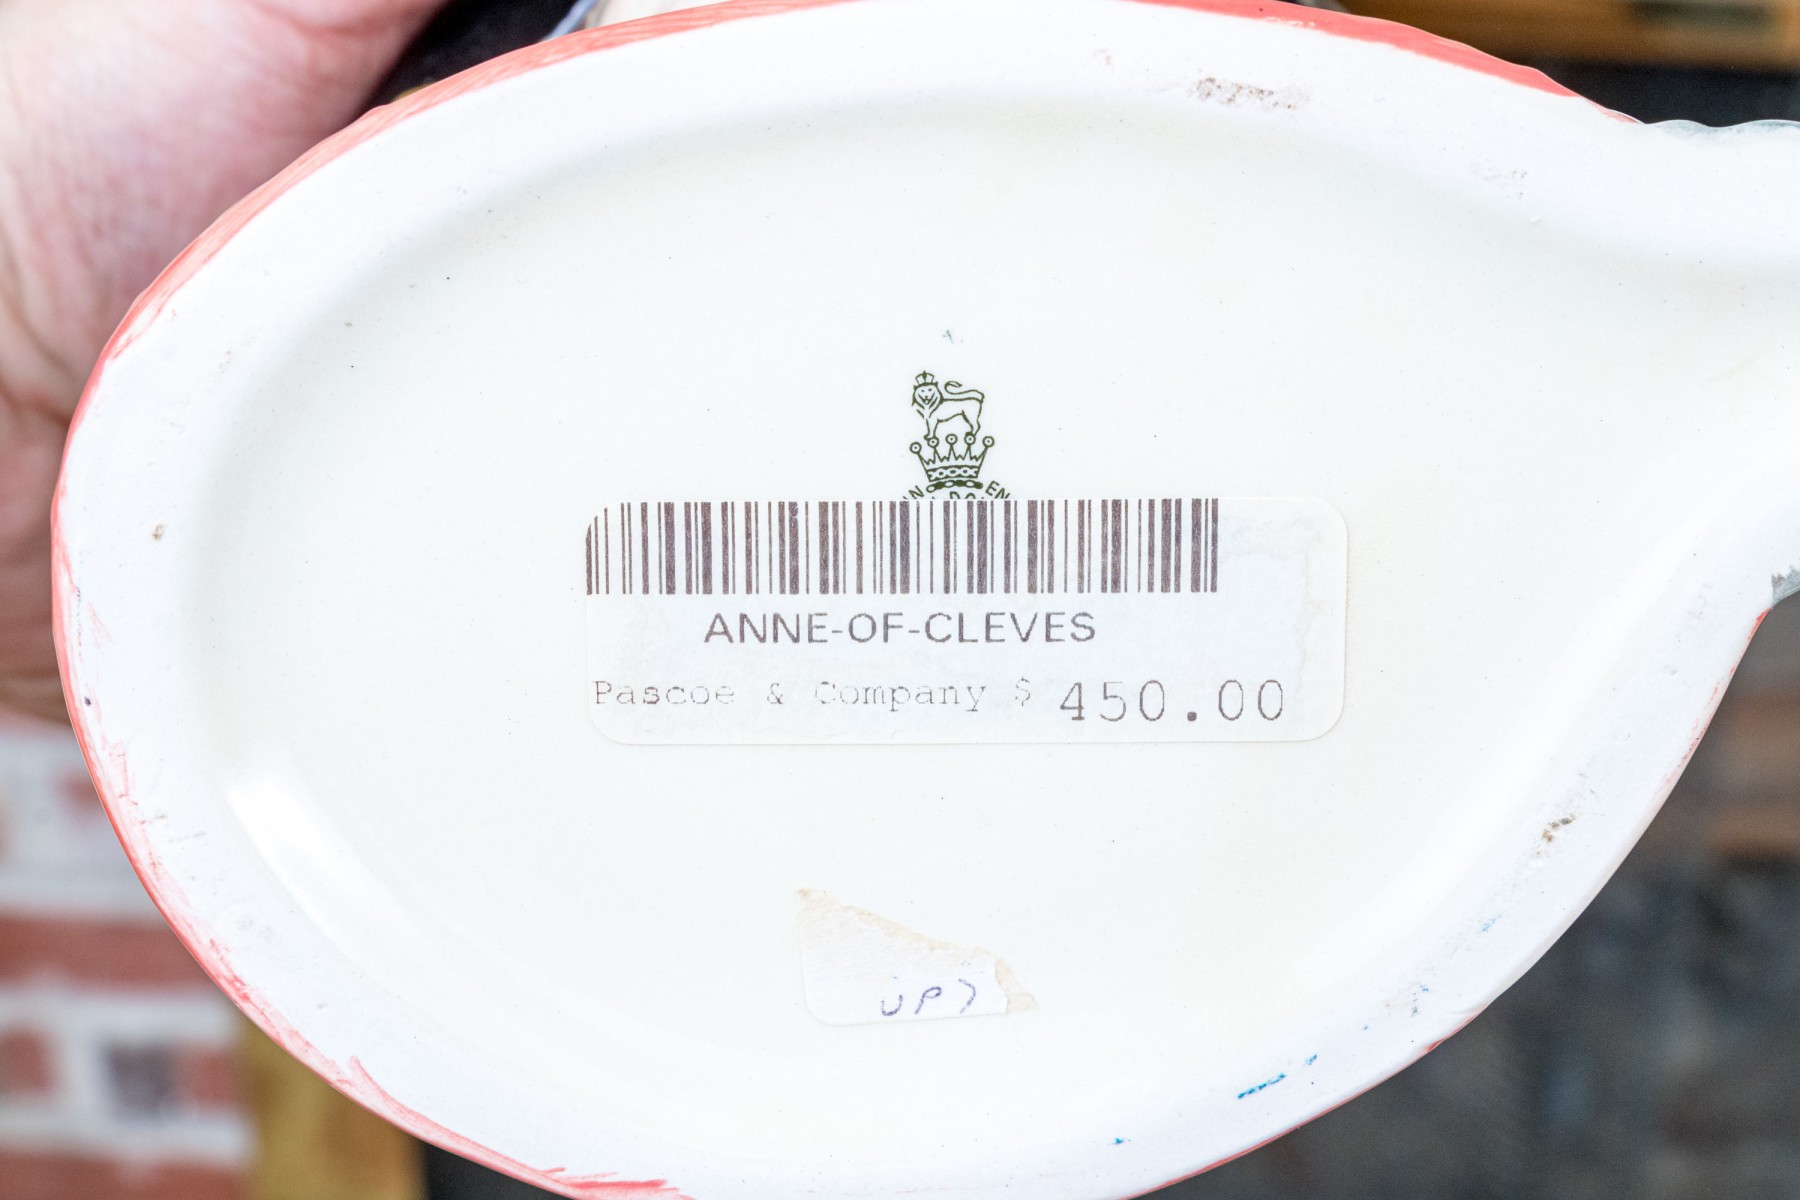 ANNE-OF-CLEVES
Pascoe & Company $ 450.00